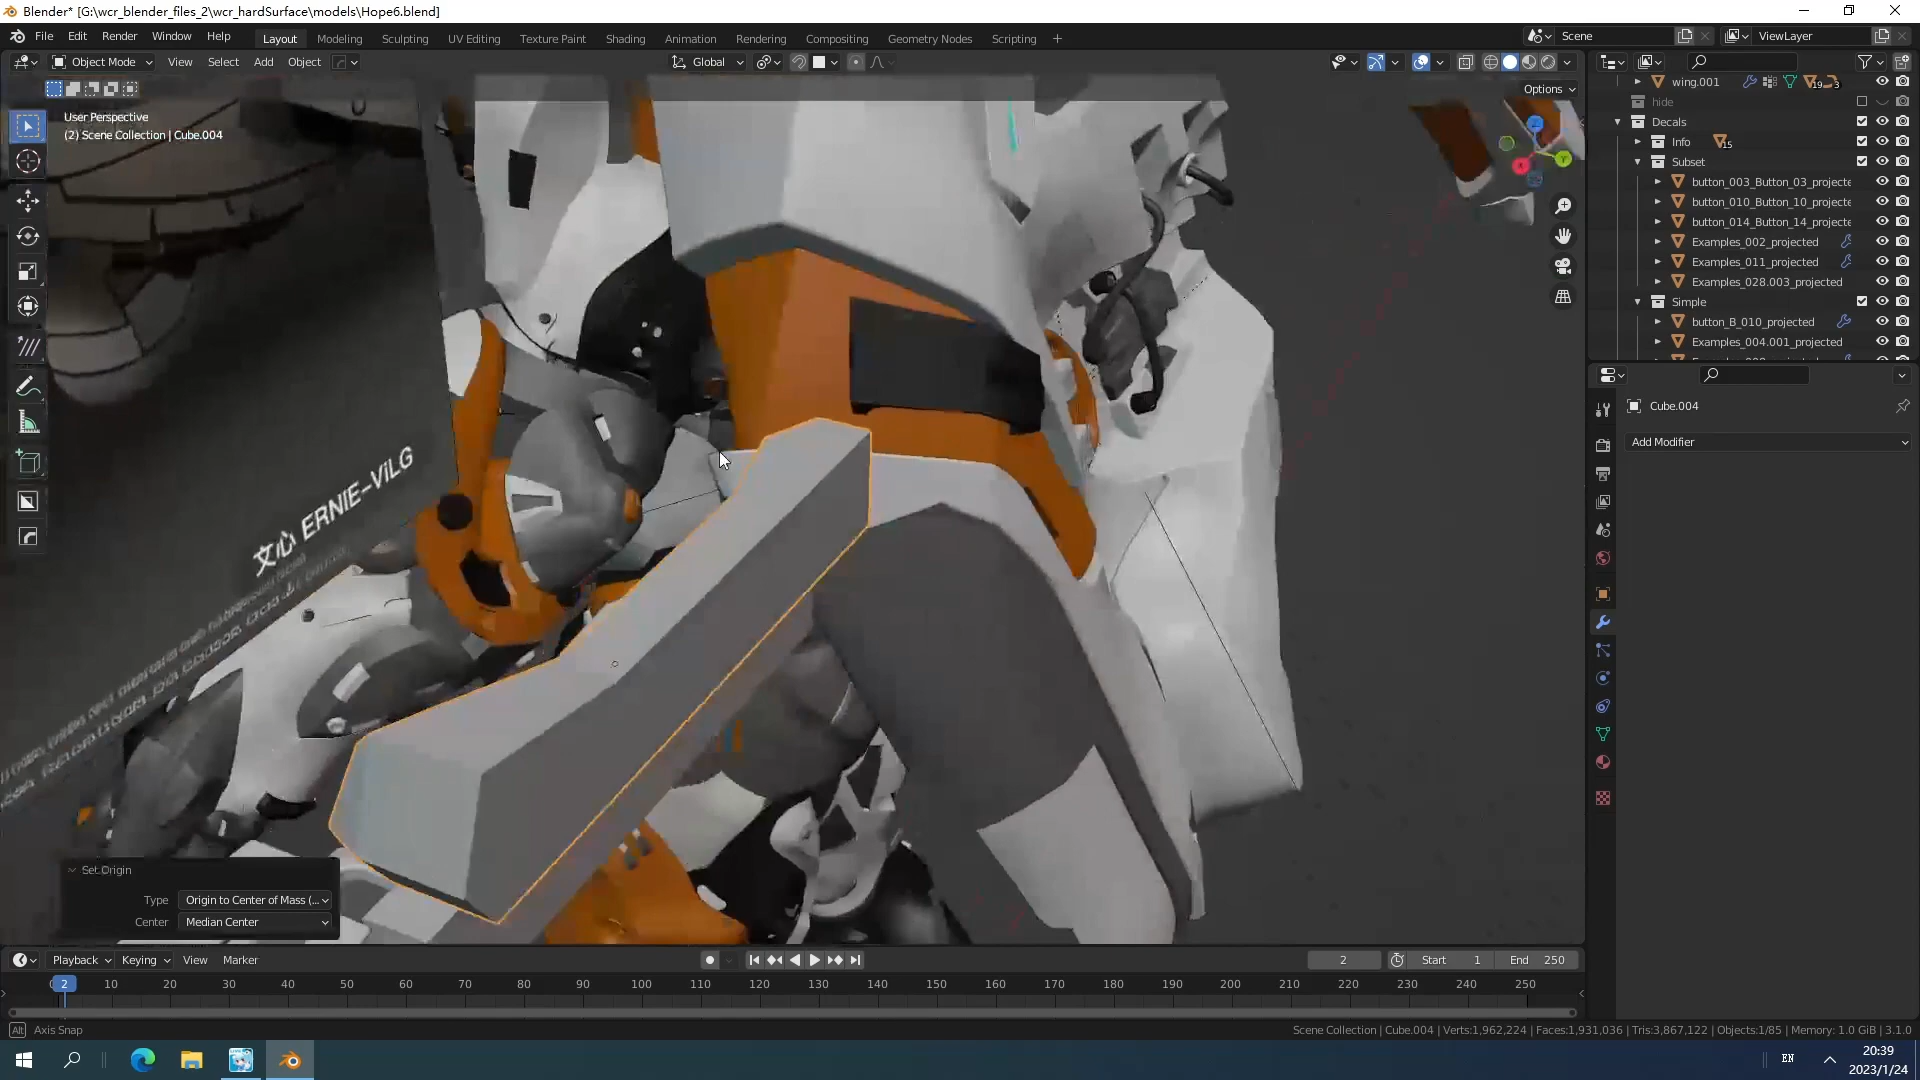 Blender* [G:\wcr_blender_files_2\wcr_hardSurface\models\Hope6.blend]
File Edit Render Window Help Layout Modeling Sculpting UV Editing Texture Paint Shading Animation Rendering Compositing Geometry Nodes Scripting + Scene ViewLayer
Object Mode View Select Add Object Global
Options
User Perspective
(2) Scene Collection | Cube.004
wing.001 19 3
hide
Decals
Info 15
Subset
button_003_Button_03_projecte
button_010_Button_10_projecte
button_014_Button_14_projecte
Examples_002_projected
Examples_011_projected
Examples_028.003_projected
Simple
button_B_010_projected
Examples_004.001_projected
Cube.004
Add Modifier
文心 ERNIE-ViLG
Set Origin
Type Origin to Center of Mass (...
Center Median Center
Playback Keying View Marker 2 Start 1 End 250
2 10 20 30 40 50 60 70 80 90 100 110 120 130 140 150 160 170 180 190 200 210 220 230 240 250
Alt Axis Snap
Scene Collection | Cube.004 | Verts:1,962,224 | Faces:1,931,036 | Tris:3,867,122 | Objects:1/85 | Memory: 1.0 GiB | 3.1.0
EN
20:39
2023/1/24